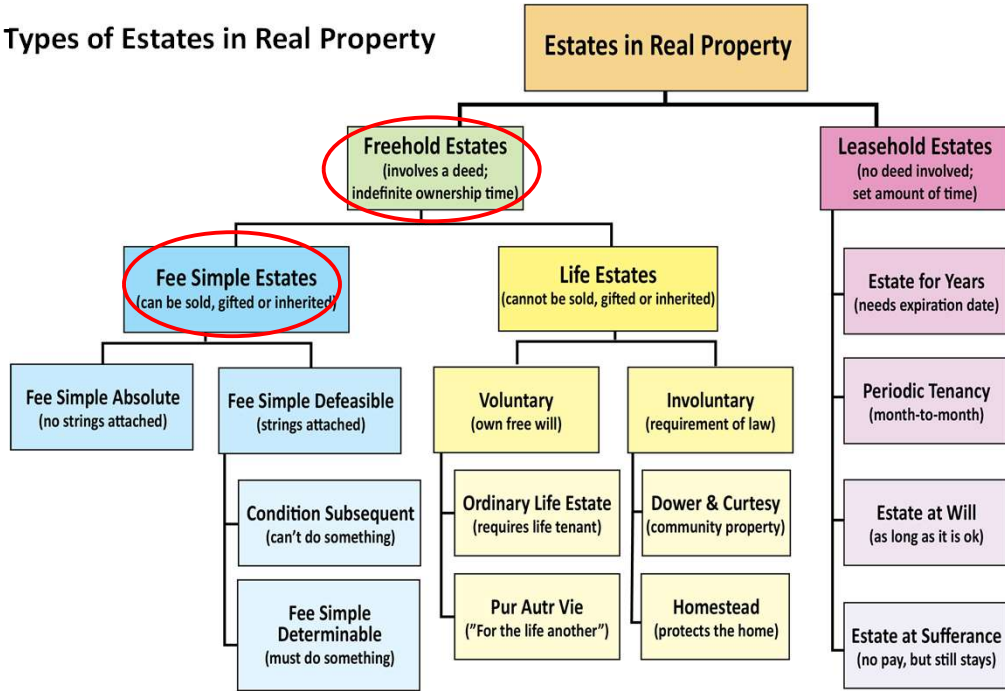 Types of Estates in Real Property
Estates in Real Property
Freehold Estates
(involves a deed;
indefinite ownership time)
Leasehold Estates
(no deed involved;
set amount of time)
Fee Simple Estates
(can be sold, gifted or inherited)
Life Estates
(cannot be sold, gifted or inherited)
Estate for Years
(needs expiration date)
Fee Simple Absolute
(no strings attached)
Fee Simple Defeasible
(strings attached)
Voluntary
(own free will)
Involuntary
(requirement of law)
Periodic Tenancy
(month-to-month)
Condition Subsequent
(can't do something)
Ordinary Life Estate
(requires life tenant)
Dower & Curtesy
(community property)
Estate at Will
(as long as it is ok)
Fee Simple
Determinable
(must do something)
Pur Autr Vie
("For the life another")
Homestead
(protects the home)
Estate at Sufferance
(no pay, but still stays)